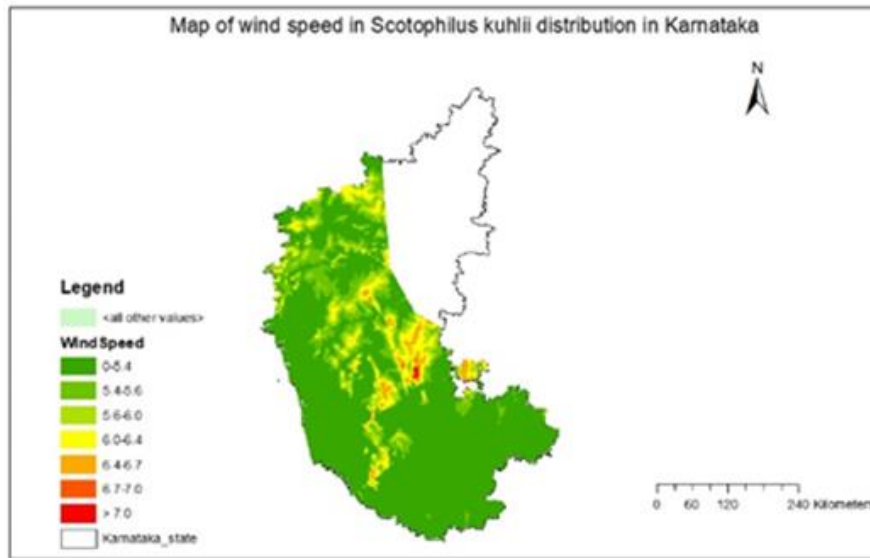 Map of wind speed in Scotophilus kuhlii distribution in Karnataka
N
Legend
<all other values>
WindSpeed
0-5.4
5.4-5.6
5.6-6.0
6.0-6.4
6.4-6.7
6.7-7.0
> 7.0
Karnataka_state
0 60 120 240 Kilometers